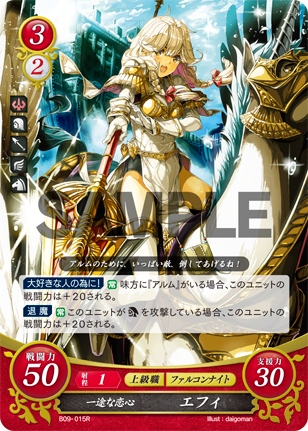 3
2
SAMPLE
アルムのために、いっぱい敵、倒してあげるね!
大好きな人の為に! 常 味方に『アルム』がいる場合、このユニットの
戦闘力は+20される。
退魔 常 このユニットが を攻撃している場合、このユニットの
戦闘力は+30される。
戦闘力
50
射程 1
上級職
ファルコンナイト
支援力
30
一途な恋心 エフィ
B09-015R
Illust:daigoman